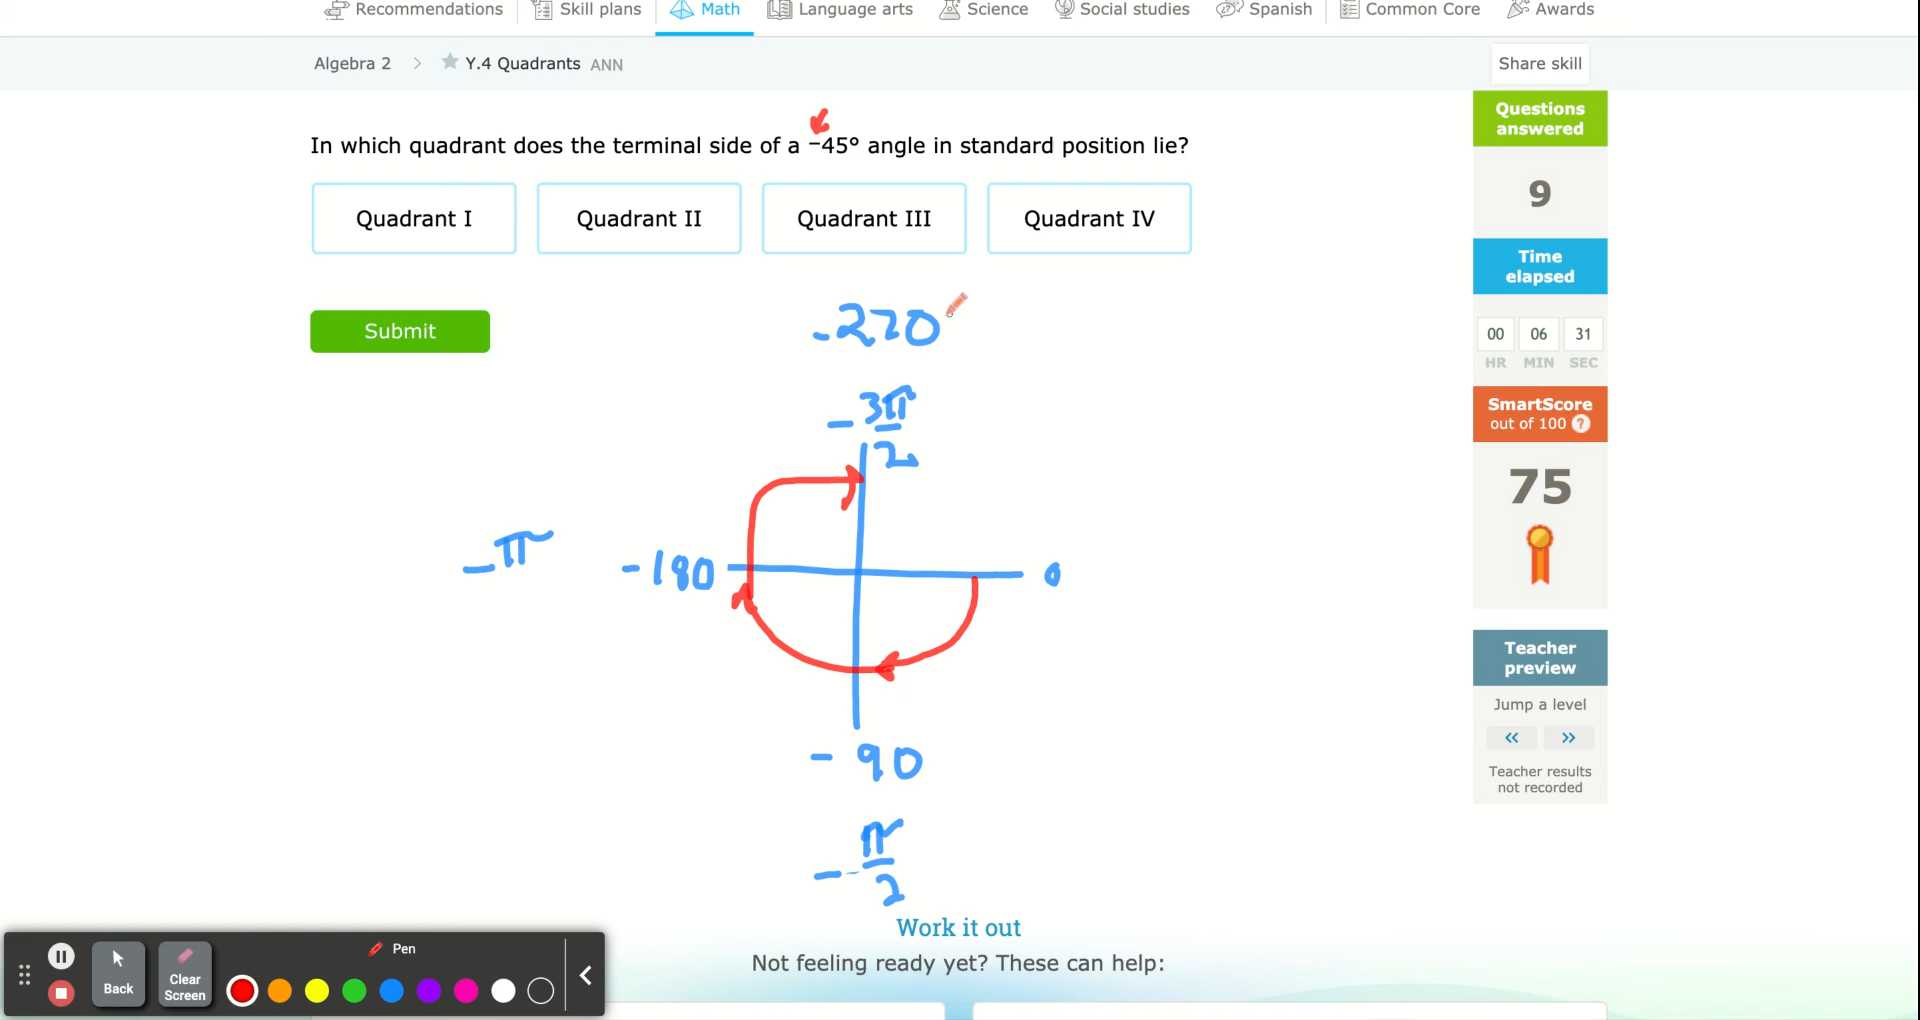 Recommendations Skill plans Math Language arts Science Social studies Spanish Common Core Awards
Algebra 2 > Y.4 Quadrants ANN
Share skill
In which quadrant does the terminal side of a −45° angle in standard position lie?
Quadrant I Quadrant II Quadrant III Quadrant IV
Submit
-270
-3π/2
-π -180 0
-90
--π/2
Questions
answered
9
Time
elapsed
00 06 31
HR MIN SEC
SmartScore
out of 100 ?
75
Teacher
preview
Jump a level
« »
Teacher results
not recorded
Work it out
Not feeling ready yet? These can help:
Pen
Back
Clear
Screen